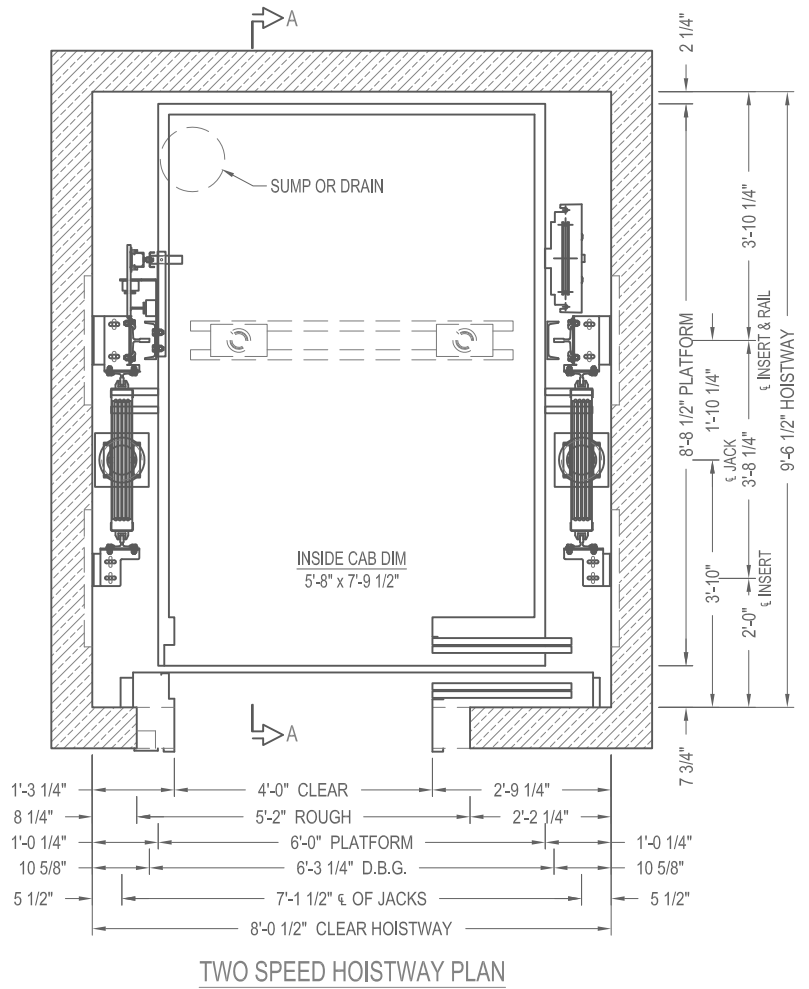 A
2 1/4"
SUMP OR DRAIN
3'-10 1/4"
8'-8 1/2" PLATFORM
1'-10 1/4"
℄ INSERT & RAIL
9'-6 1/2" HOISTWAY
℄ JACK
3'-8 1/4"
INSIDE CAB DIM
5'-8" x 7'-9 1/2"
3'-10"
2'-0"
℄ INSERT
A
7 3/4"
1'-3 1/4" 4'-0" CLEAR 2'-9 1/4"
8 1/4" 5'-2" ROUGH 2'-2 1/4"
1'-0 1/4" 6'-0" PLATFORM 1'-0 1/4"
10 5/8" 6'-3 1/4" D.B.G. 10 5/8"
5 1/2" 7'-1 1/2" ℄ OF JACKS 5 1/2"
8'-0 1/2" CLEAR HOISTWAY
TWO SPEED HOISTWAY PLAN